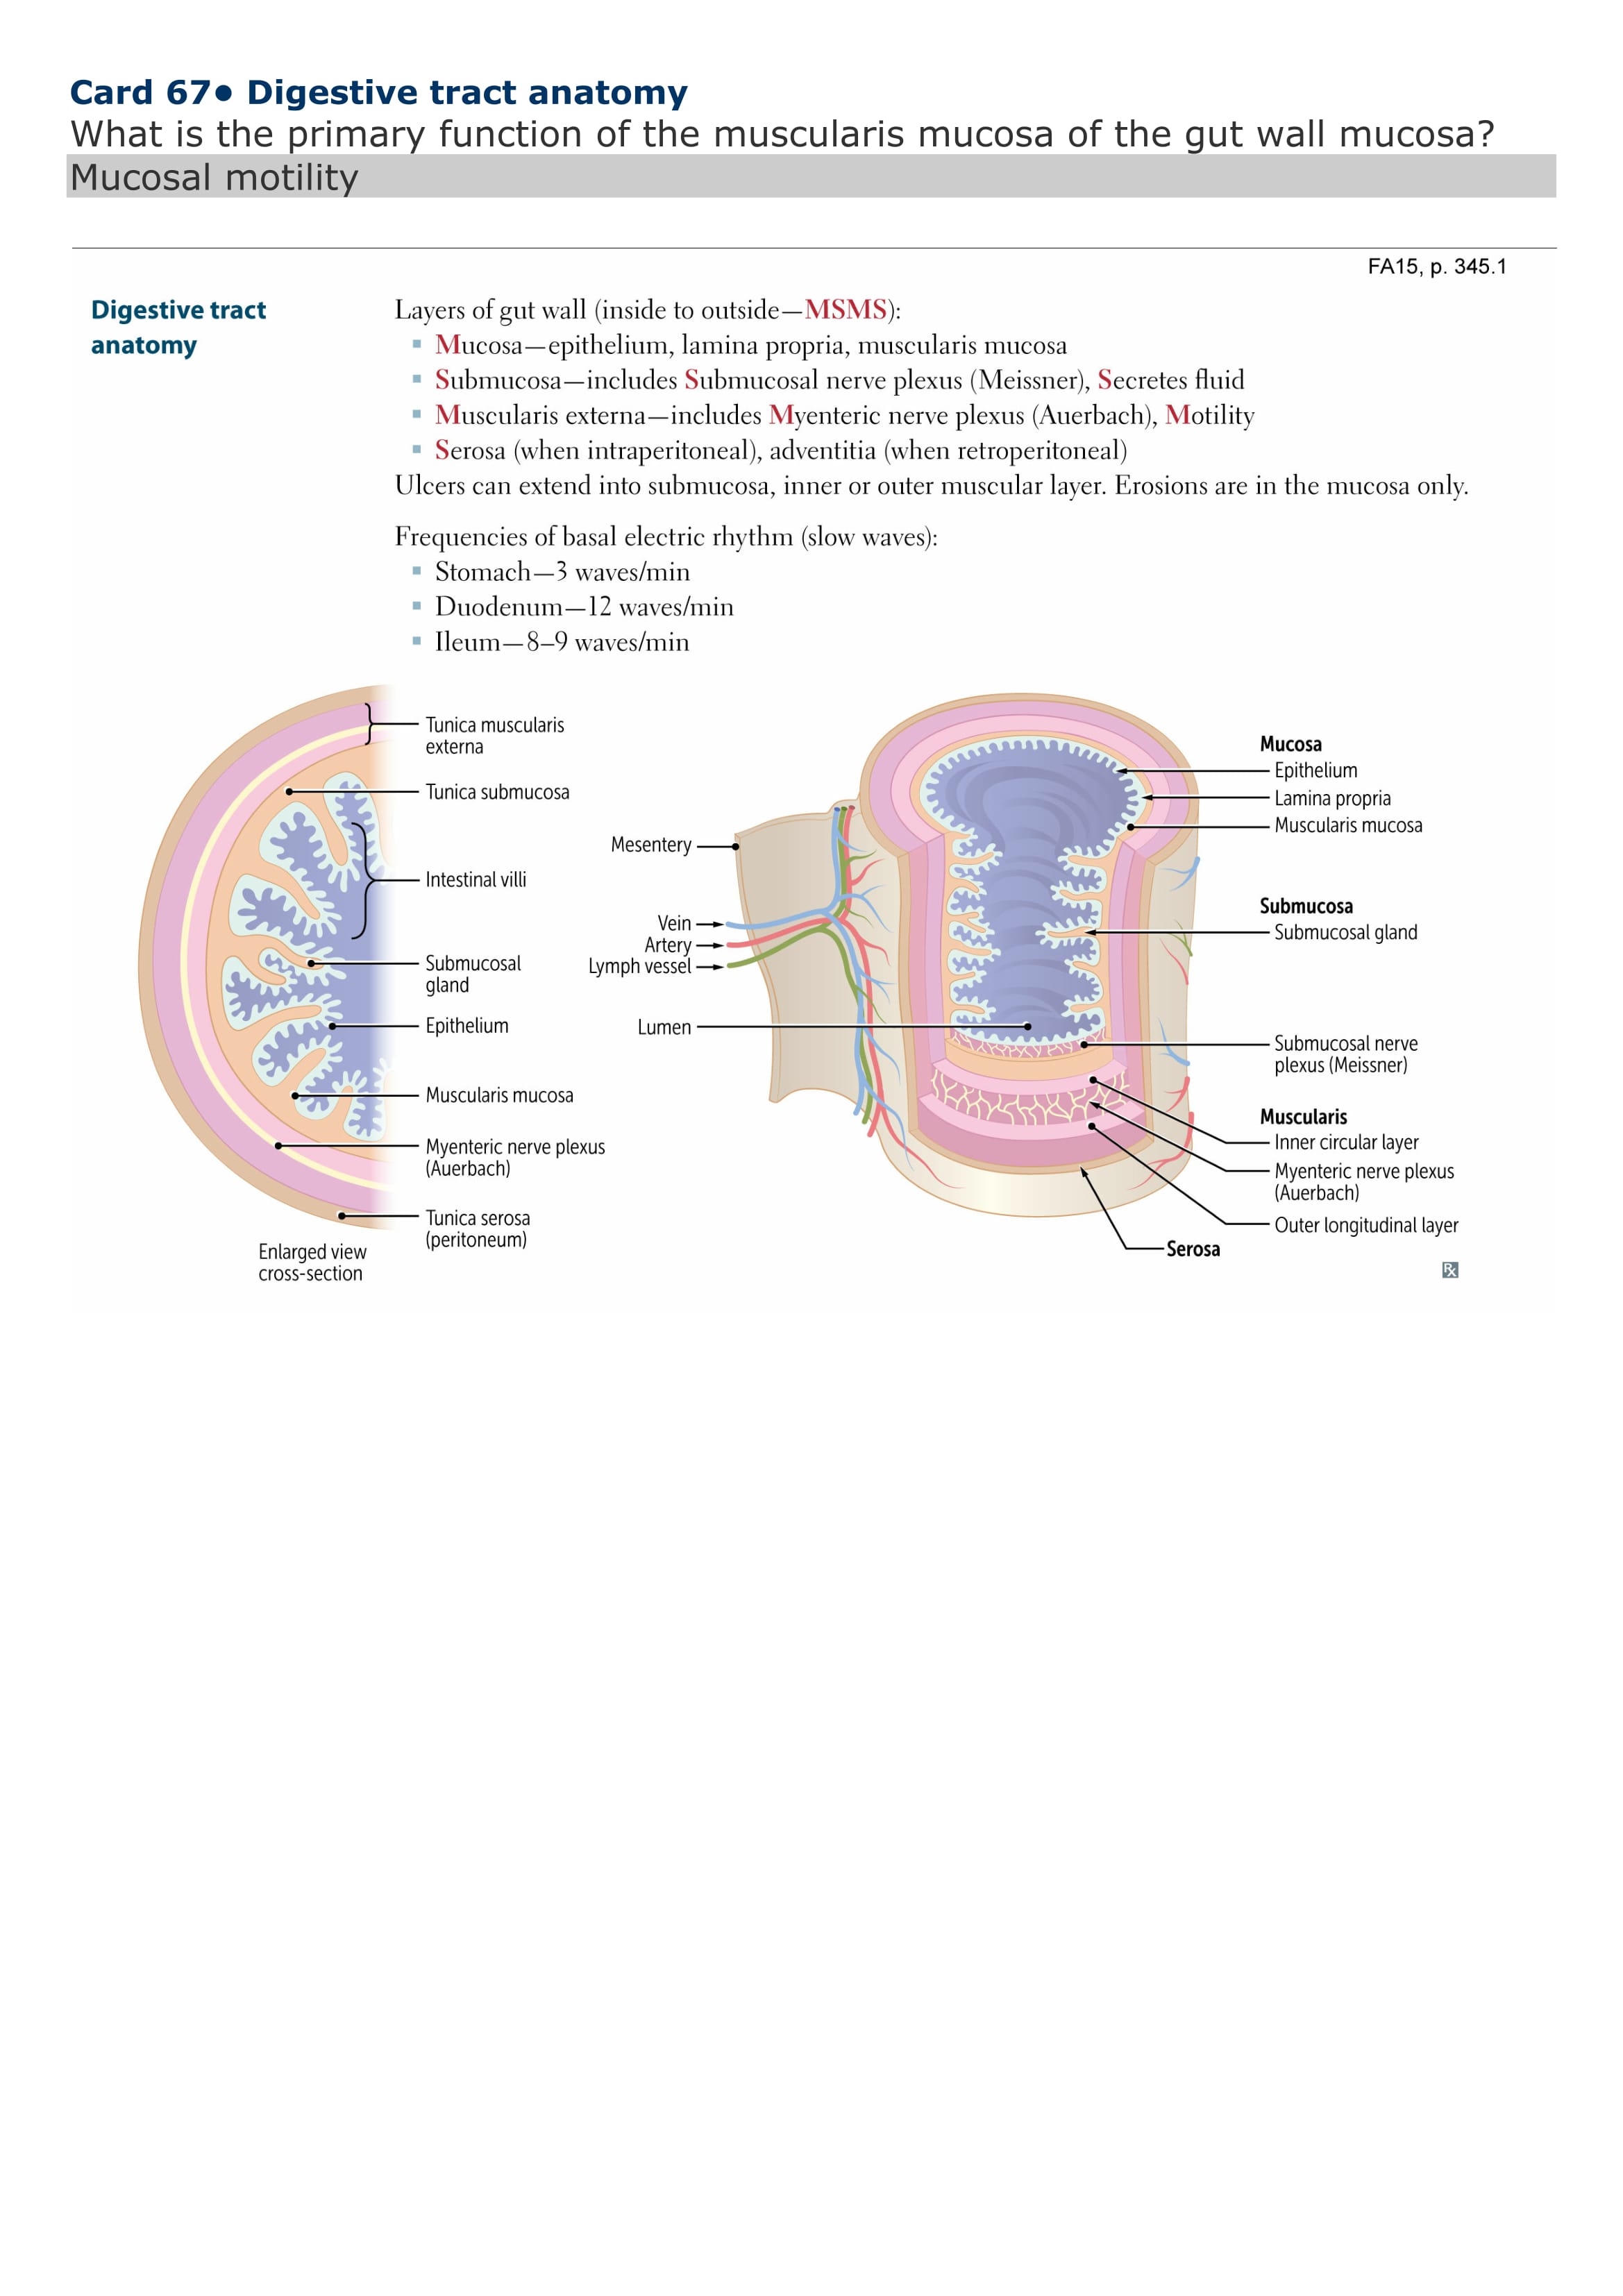 Card 67● Digestive tract anatomy
What is the primary function of the muscularis mucosa of the gut wall mucosa?
Mucosal motility
FA15, p. 345.1
Digestive tract
anatomy
Layers of gut wall (inside to outside—MSMS):
▪ Mucosa—epithelium, lamina propria, muscularis mucosa
▪ Submucosa—includes Submucosal nerve plexus (Meissner), Secretes fluid
▪ Muscularis externa—includes Myenteric nerve plexus (Auerbach), Motility
▪ Serosa (when intraperitoneal), adventitia (when retroperitoneal)
Ulcers can extend into submucosa, inner or outer muscular layer. Erosions are in the mucosa only.
Frequencies of basal electric rhythm (slow waves):
▪ Stomach—3 waves/min
▪ Duodenum—12 waves/min
▪ Ileum—8–9 waves/min
Tunica muscularis
externa
Tunica submucosa
Intestinal villi
Submucosal
gland
Epithelium
Muscularis mucosa
Myenteric nerve plexus
(Auerbach)
Tunica serosa
(peritoneum)
Enlarged view
cross-section
Mesentery
Vein
Artery
Lymph vessel
Lumen
Mucosa
Epithelium
Lamina propria
Muscularis mucosa
Submucosa
Submucosal gland
Submucosal nerve
plexus (Meissner)
Muscularis
Inner circular layer
Myenteric nerve plexus
(Auerbach)
Outer longitudinal layer
Serosa
Rx